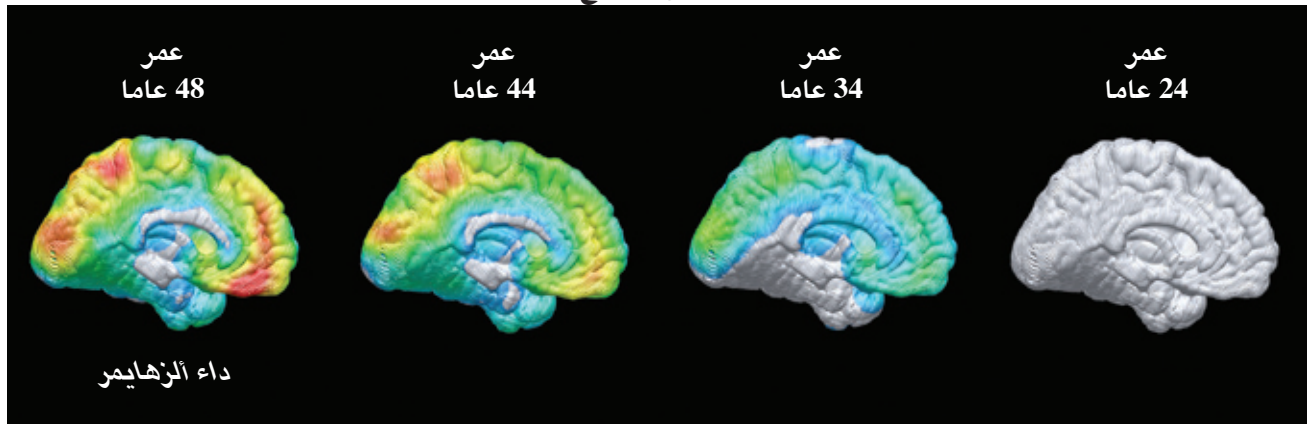 عمر
24 عاما
عمر
34 عاما
عمر
44 عاما
عمر
48 عاما
داء ألزهايمر